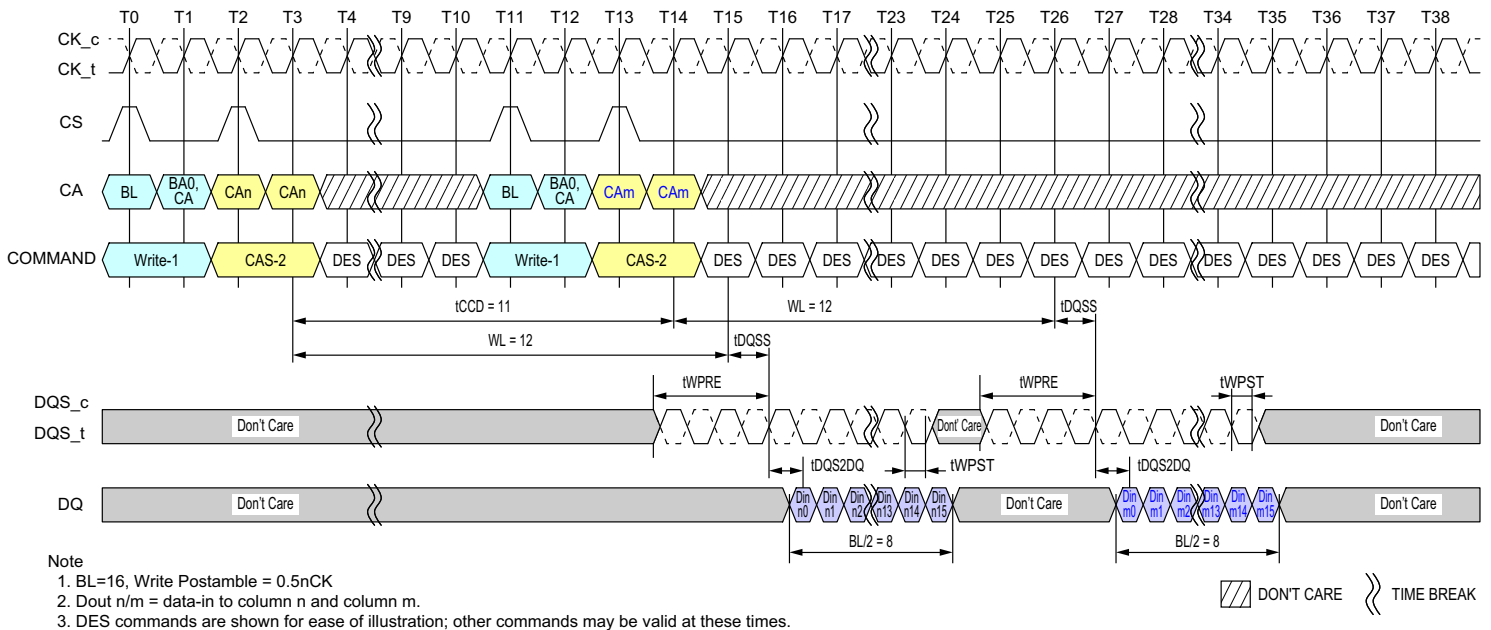 T0 T1 T2 T3 T4 T9 T10 T11 T12 T13 T14 T15 T16 T17 T23 T24 T25 T26 T27 T28 T34 T35 T36 T37 T38
CK_c
CK_t
CS
CA BL BA0, CA CAn CAn BL BA0, CA CAm CAm
COMMAND Write-1 CAS-2 DES DES DES Write-1 CAS-2 DES DES DES DES DES DES DES DES DES DES DES DES DES DES
tCCD = 11 WL = 12 tDQSS
WL = 12 tDQSS
tWPRE tWPRE tWPST
DQS_c
DQS_t Don't Care Dont' Care Don't Care
tDQS2DQ tWPST tDQS2DQ
DQ Don't Care Din n0 Din n1 Din n2 Din n13 Din n14 Din n15 Don't Care Din m0 Din m1 Din m2 Din m13 Din m14 Din m15 Don't Care
BL/2 = 8 BL/2 = 8
Note
1. BL=16, Write Postamble = 0.5nCK
2. Dout n/m = data-in to column n and column m.
3. DES commands are shown for ease of illustration; other commands may be valid at these times.
DON'T CARE TIME BREAK